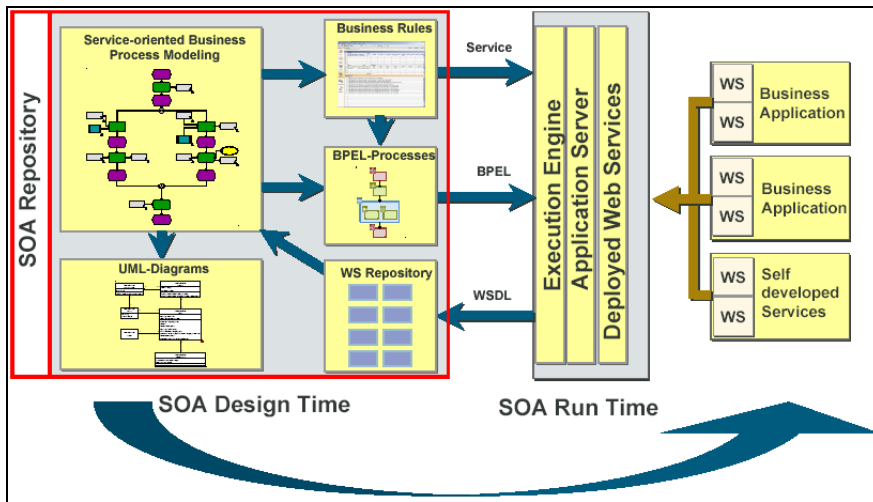 SOA Repository
Service-oriented Business
Process Modeling
Business Rules
BPEL-Processes
UML-Diagrams
WS Repository
Service
BPEL
WSDL
Execution Engine
Application Server
Deployed Web Services
WS
WS
Business
Application
WS
WS
Business
Application
WS
WS
Self
developed
Services
SOA Design Time
SOA Run Time